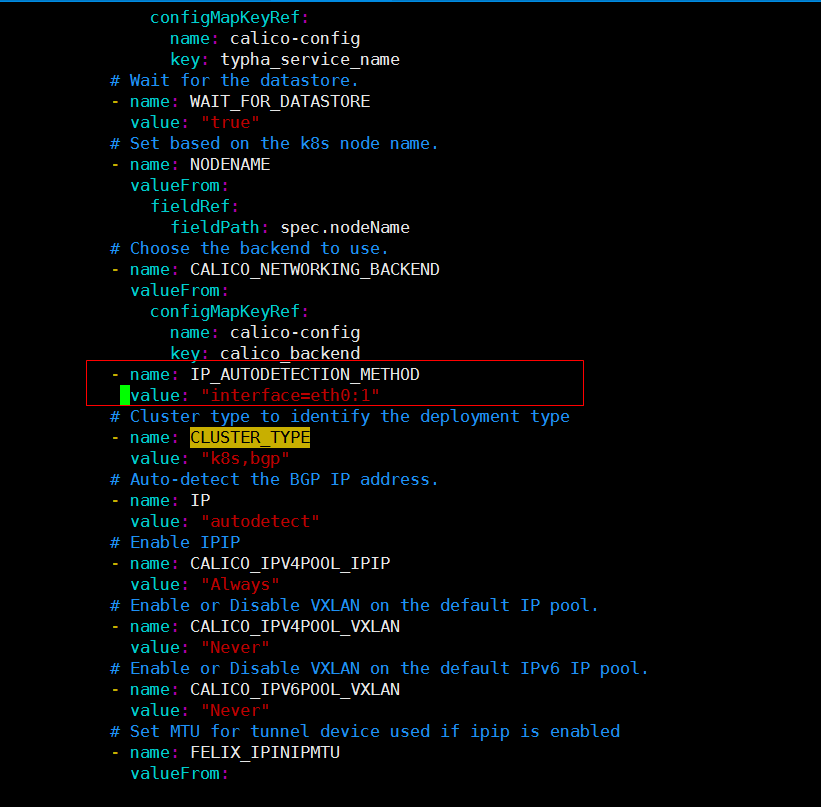 configMapKeyRef:
name: calico-config
key: typha_service_name
# Wait for the datastore.
- name: WAIT_FOR_DATASTORE
value: "true"
# Set based on the k8s node name.
- name: NODENAME
valueFrom:
fieldRef:
fieldPath: spec.nodeName
# Choose the backend to use.
- name: CALICO_NETWORKING_BACKEND
valueFrom:
configMapKeyRef:
name: calico-config
key: calico_backend
- name: IP_AUTODETECTION_METHOD
value: "interface=eth0:1"
# Cluster type to identify the deployment type
- name: CLUSTER_TYPE
value: "k8s,bgp"
# Auto-detect the BGP IP address.
- name: IP
value: "autodetect"
# Enable IPIP
- name: CALICO_IPV4POOL_IPIP
value: "Always"
# Enable or Disable VXLAN on the default IP pool.
- name: CALICO_IPV4POOL_VXLAN
value: "Never"
# Enable or Disable VXLAN on the default IPv6 IP pool.
- name: CALICO_IPV6POOL_VXLAN
value: "Never"
# Set MTU for tunnel device used if ipip is enabled
- name: FELIX_IPINIPMTU
valueFrom: